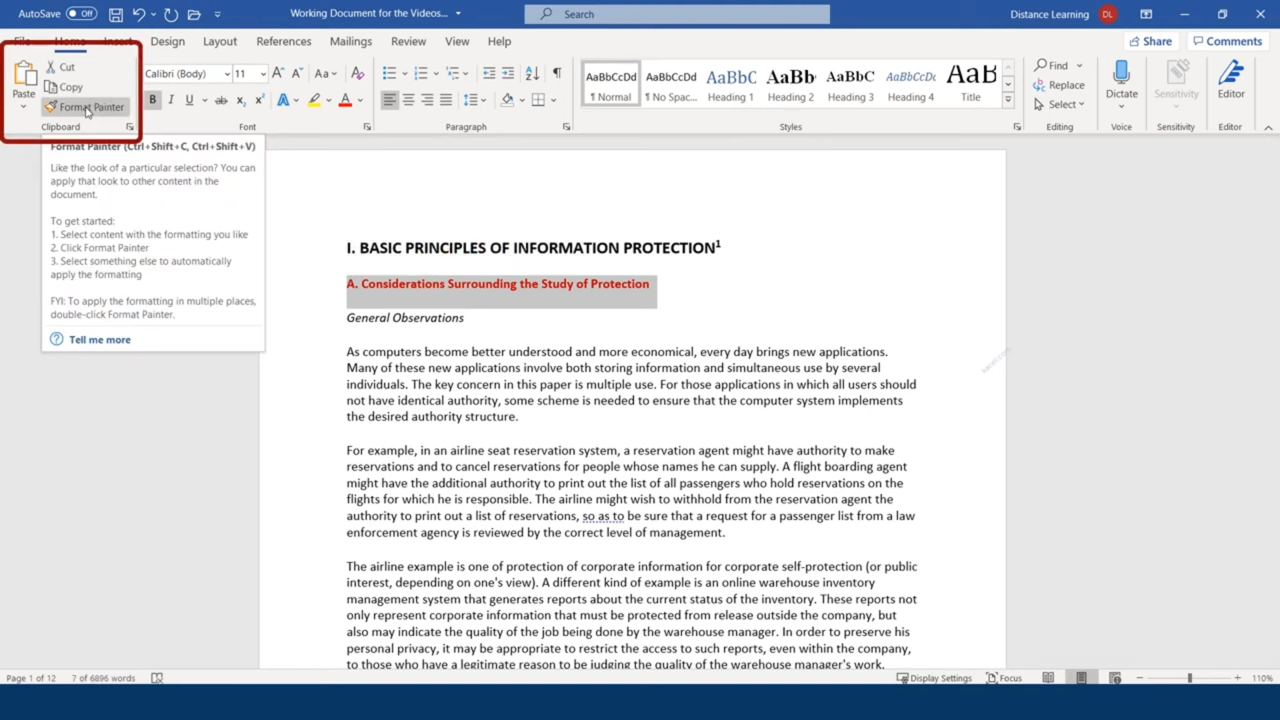 AutoSave Off Working Document for the Videos... Search Distance Learning DL
File Home Insert Design Layout References Mailings Review View Help Share Comments
Paste
Cut
Copy
Format Painter
Clipboard
Calibri (Body) 11
Font
Paragraph
AaBbCcDd AaBbCcDd AaBbC AaBb AaBbC AaBbCcDc AaB
¶ Normal ¶ No Spac... Heading 1 Heading 2 Heading 3 Heading 4 Title
Styles
Find
Replace
Select
Editing
Dictate
Voice
Sensitivity
Sensitivity
Editor
Editor
Format Painter (Ctrl+Shift+C, Ctrl+Shift+V)
Like the look of a particular selection? You can
apply that look to other content in the
document.
To get started:
1. Select content with the formatting you like
2. Click Format Painter
3. Select something else to automatically
apply the formatting
FYI: To apply the formatting in multiple places,
double-click Format Painter.
Tell me more
I. BASIC PRINCIPLES OF INFORMATION PROTECTION¹
A. Considerations Surrounding the Study of Protection
General Observations
As computers become better understood and more economical, every day brings new applications.
Many of these new applications involve both storing information and simultaneous use by several
individuals. The key concern in this paper is multiple use. For those applications in which all users should
not have identical authority, some scheme is needed to ensure that the computer system implements
the desired authority structure.
For example, in an airline seat reservation system, a reservation agent might have authority to make
reservations and to cancel reservations for people whose names he can supply. A flight boarding agent
might have the additional authority to print out the list of all passengers who hold reservations on the
flights for which he is responsible. The airline might wish to withhold from the reservation agent the
authority to print out a list of reservations, so as to be sure that a request for a passenger list from a law
enforcement agency is reviewed by the correct level of management.
The airline example is one of protection of corporate information for corporate self-protection (or public
interest, depending on one's view). A different kind of example is an online warehouse inventory
management system that generates reports about the current status of the inventory. These reports not
only represent corporate information that must be protected from release outside the company, but
also may indicate the quality of the job being done by the warehouse manager. In order to preserve his
personal privacy, it may be appropriate to restrict the access to such reports, even within the company,
to those who have a legitimate reason to be judging the quality of the warehouse manager's work.
Page 1 of 12 7 of 6896 words Display Settings Focus 110%